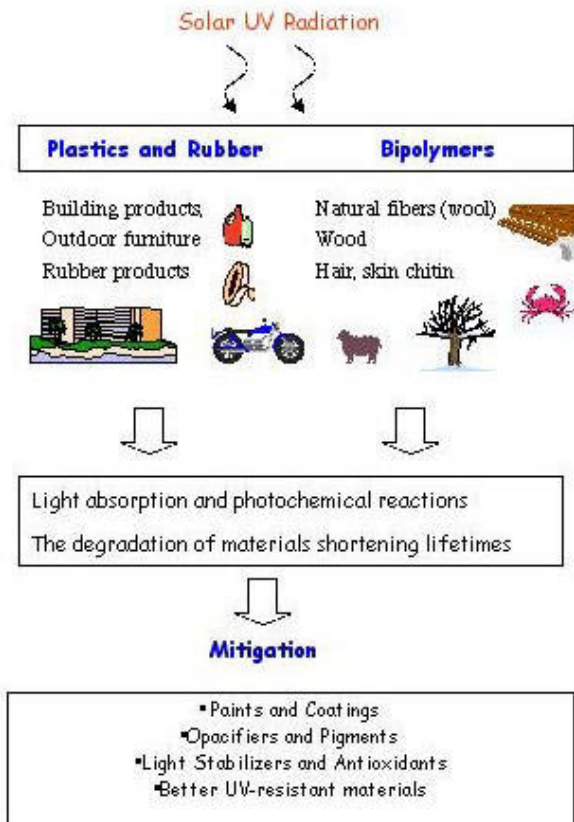 Solar UV Radiation
Plastics and Rubber
Bipolymers
Building products,
Outdoor furniture
Rubber products
Natural fibers (wool)
Wood
Hair, skin chitin
Light absorption and photochemical reactions
The degradation of materials shortening lifetimes
Mitigation
▪Paints and Coatings
▪Opacifiers and Pigments
▪Light Stabilizers and Antioxidants
▪Better UV-resistant materials